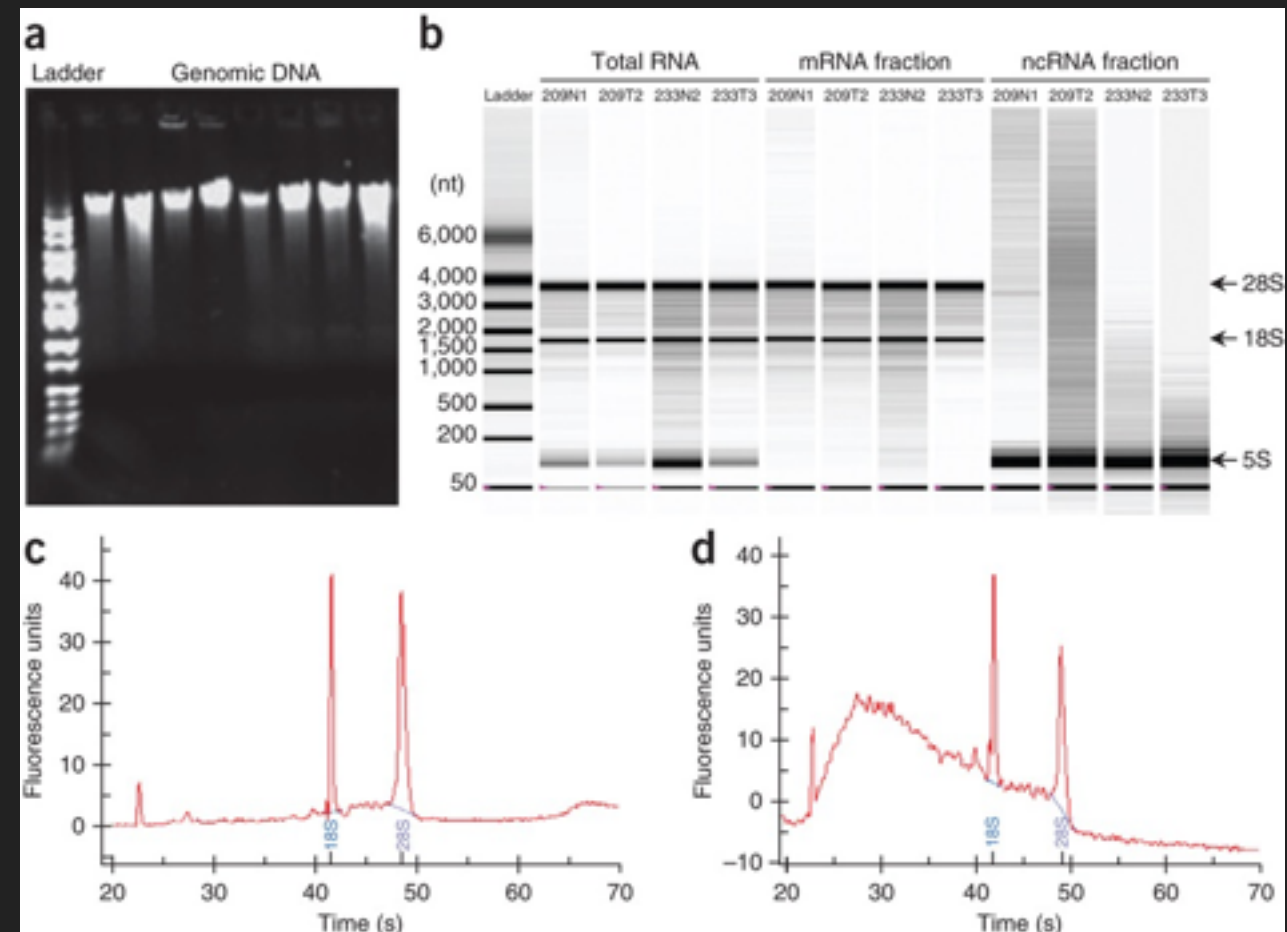 a
Ladder Genomic DNA
b
Total RNA mRNA fraction ncRNA fraction
Ladder 209N1 209T2 233N2 233T3 209N1 209T2 233N2 233T3 209N1 209T2 233N2 233T3
(nt)
6,000
4,000
3,000
2,000
1,500
1,000
500
200
50
← 28S
← 18S
← 5S
c
Fluorescence units
40
30
20
10
0
18S
28S
20 30 40 50 60 70
Time (s)
d
Fluorescence units
40
30
20
10
0
–10
18S
28S
20 30 40 50 60 70
Time (s)